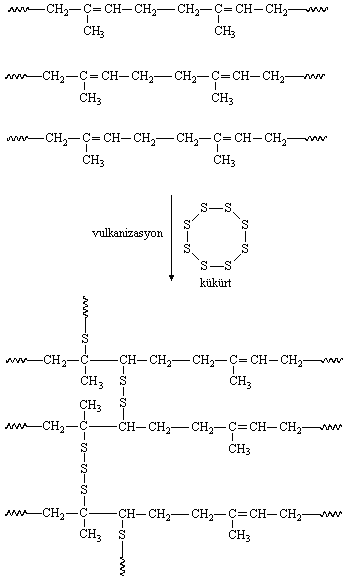 CH₂—C=CH—CH₂—CH₂—C=CH—CH₂
CH₃ CH₃
CH₂—C=CH—CH₂—CH₂—C=CH—CH₂
CH₃ CH₃
CH₂—C=CH—CH₂—CH₂—C=CH—CH₂
CH₃ CH₃
S—S
S S
vulkanizasyon
S S
S—S
kükürt
S
CH₂—C—CH—CH₂—CH₂—C=CH—CH₂
CH₃ S CH₃
CH₃ S
CH₂—C—CH—CH₂—CH₂—C=CH—CH₂
S CH₃
S
S
S
CH₂—C—CH—CH₂—CH₂—C=CH—CH₂
CH₃ S CH₃